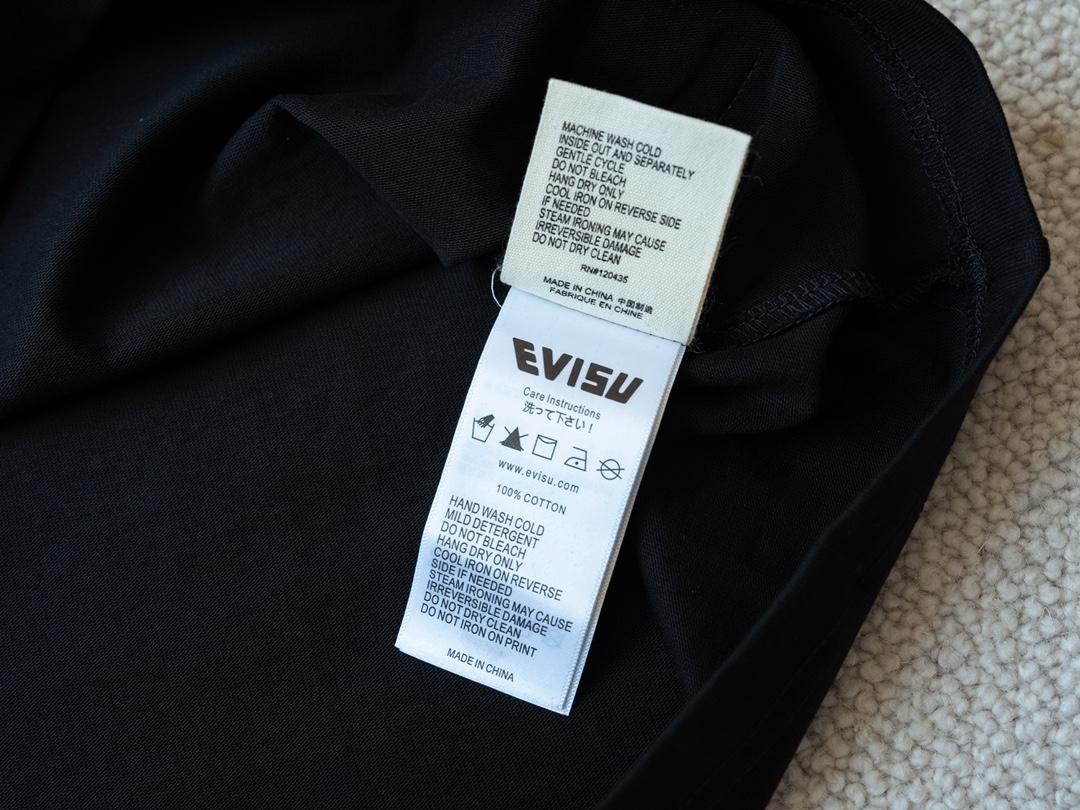 MACHINE WASH COLD
INSIDE OUT AND SEPARATELY
GENTLE CYCLE
DO NOT BLEACH
HANG DRY ONLY
COOL IRON ON REVERSE SIDE
IF NEEDED
STEAM IRONING MAY CAUSE
IRREVERSIBLE DAMAGE
DO NOT DRY CLEAN
RN#120435
MADE IN CHINA 中国制造
FABRIQUE EN CHINE
EVISU
Care Instructions
洗って下さい!
www.evisu.com
100% COTTON
HAND WASH COLD
MILD DETERGENT
DO NOT BLEACH
HANG DRY ONLY
COOL IRON ON REVERSE
SIDE IF NEEDED
STEAM IRONING MAY CAUSE
IRREVERSIBLE DAMAGE
DO NOT DRY CLEAN
DO NOT IRON ON PRINT
MADE IN CHINA